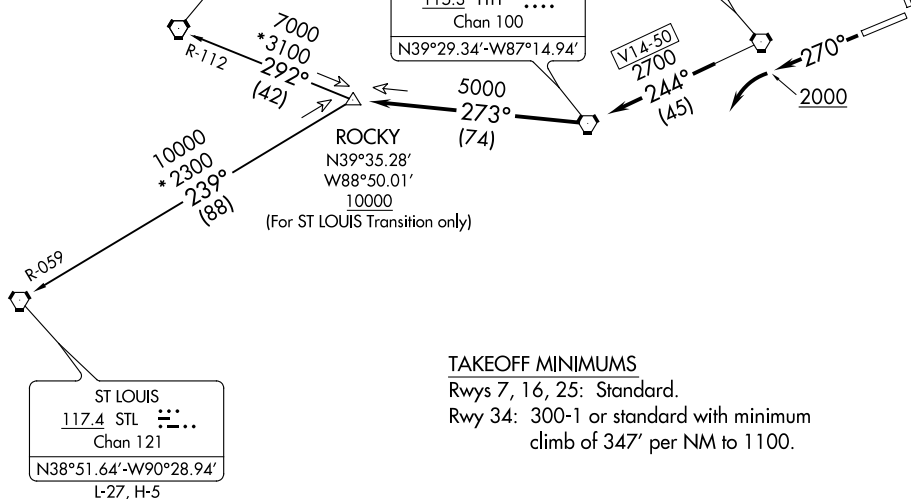 7000
*3100
292°
(42)
R-112
Chan 100
N39°29.34'-W87°14.94'
V14-50
2700
244°
(45)
270°
2000
5000
273°
(74)
ROCKY
N39°35.28'
W88°50.01'
10000
(For ST LOUIS Transition only)
10000
* 2300
239°
(88)
R-059
ST LOUIS
117.4 STL
Chan 121
N38°51.64'-W90°28.94'
L-27, H-5
TAKEOFF MINIMUMS
Rwys 7, 16, 25: Standard.
Rwy 34: 300-1 or standard with minimum
climb of 347' per NM to 1100.